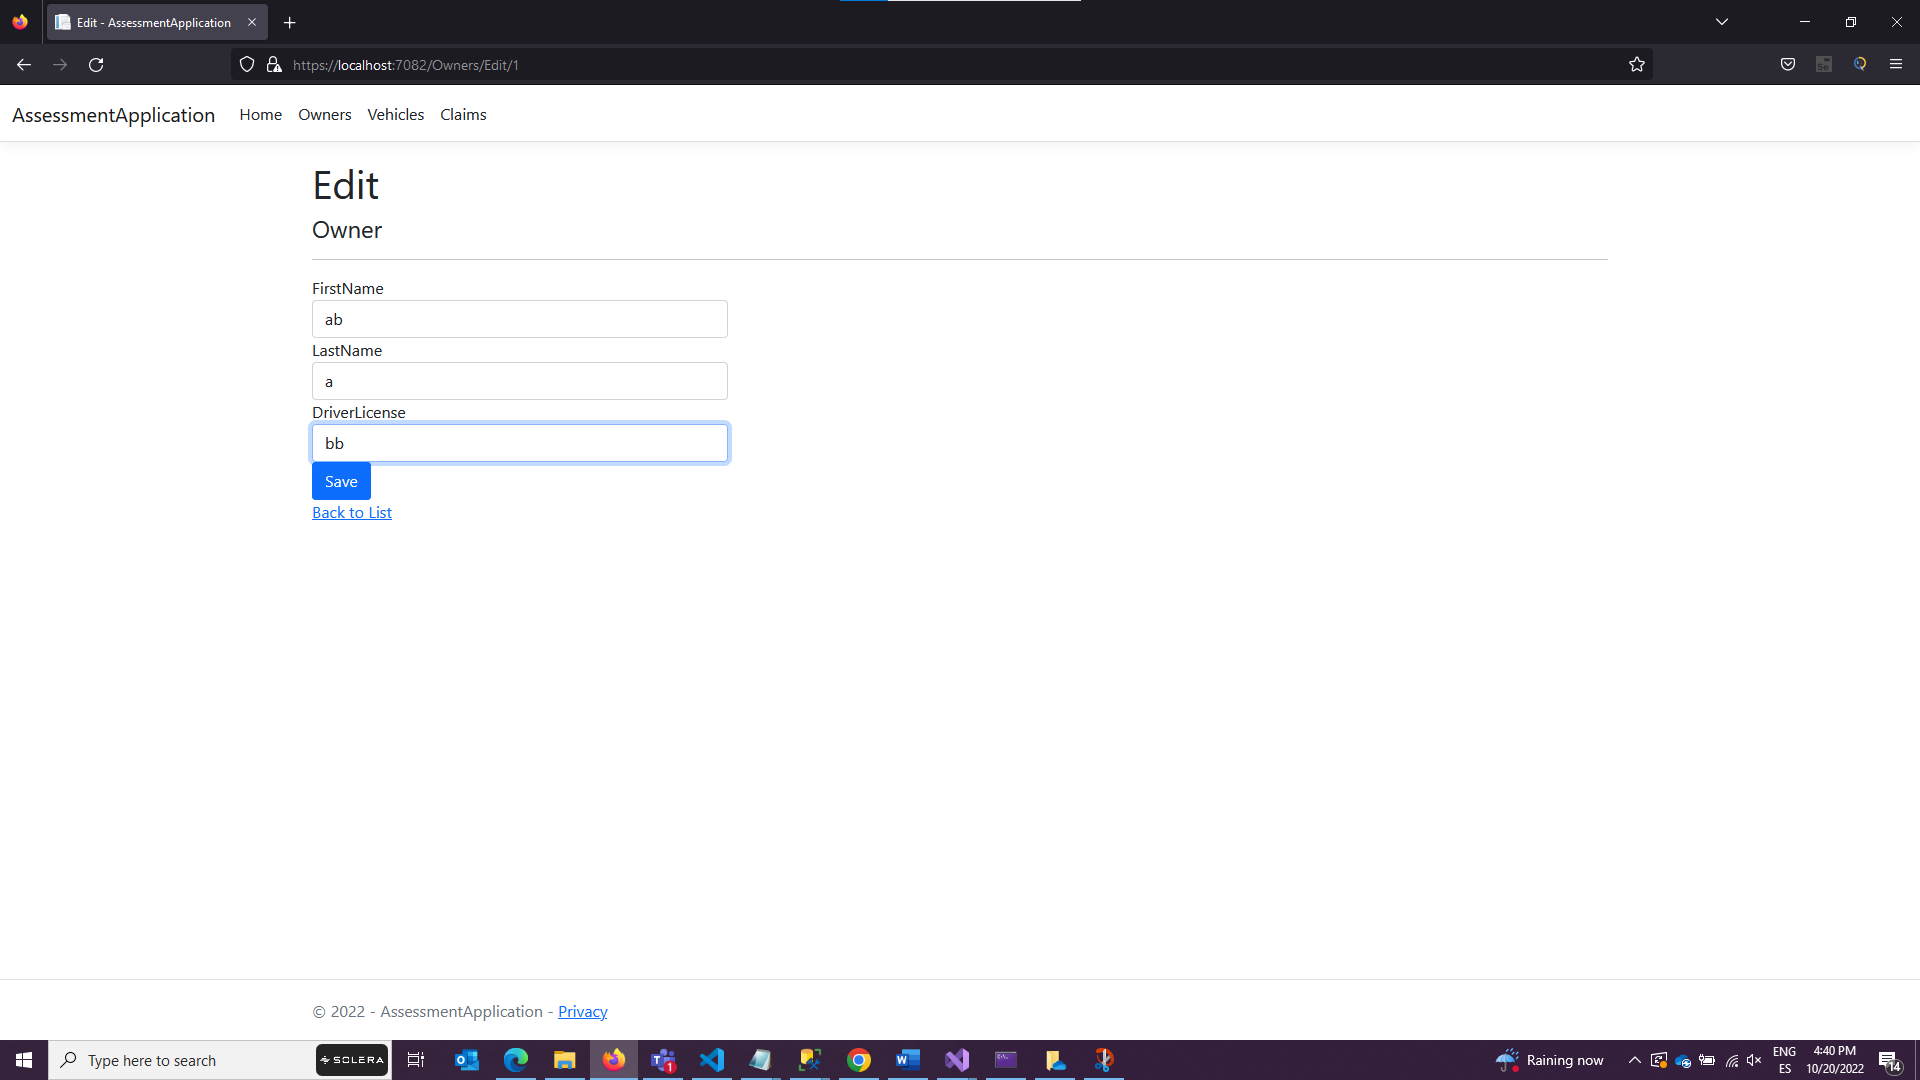 Edit - AssessmentApplication
https://localhost:7082/Owners/Edit/1
AssessmentApplication Home Owners Vehicles Claims
Edit
Owner
FirstName
ab
LastName
a
DriverLicense
bb
Save
Back to List
© 2022 - AssessmentApplication - Privacy
Type here to search
SOLERA
Raining now
ENG
ES
4:40 PM
10/20/2022
1
14